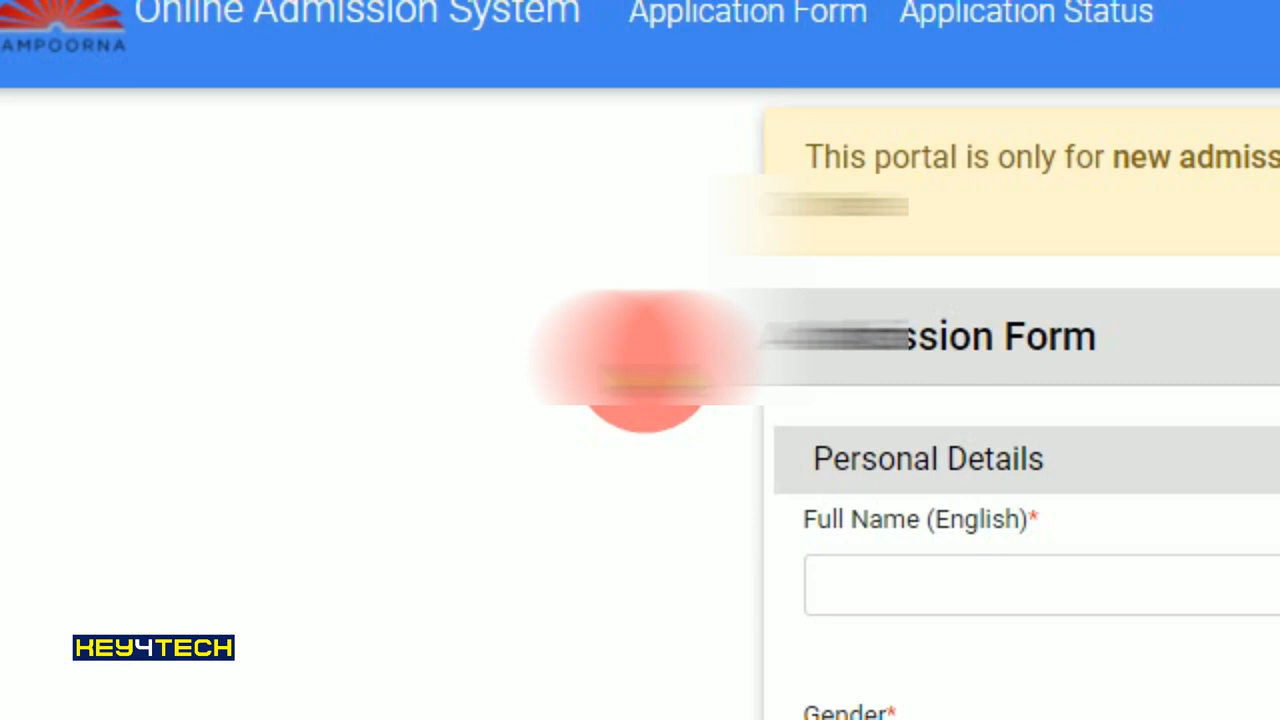 Online Admission System
Application Form
Application Status
AMPOORNA
This portal is only for new admiss
ssion Form
Personal Details
Full Name (English)*
KEY4TECH
Gender*